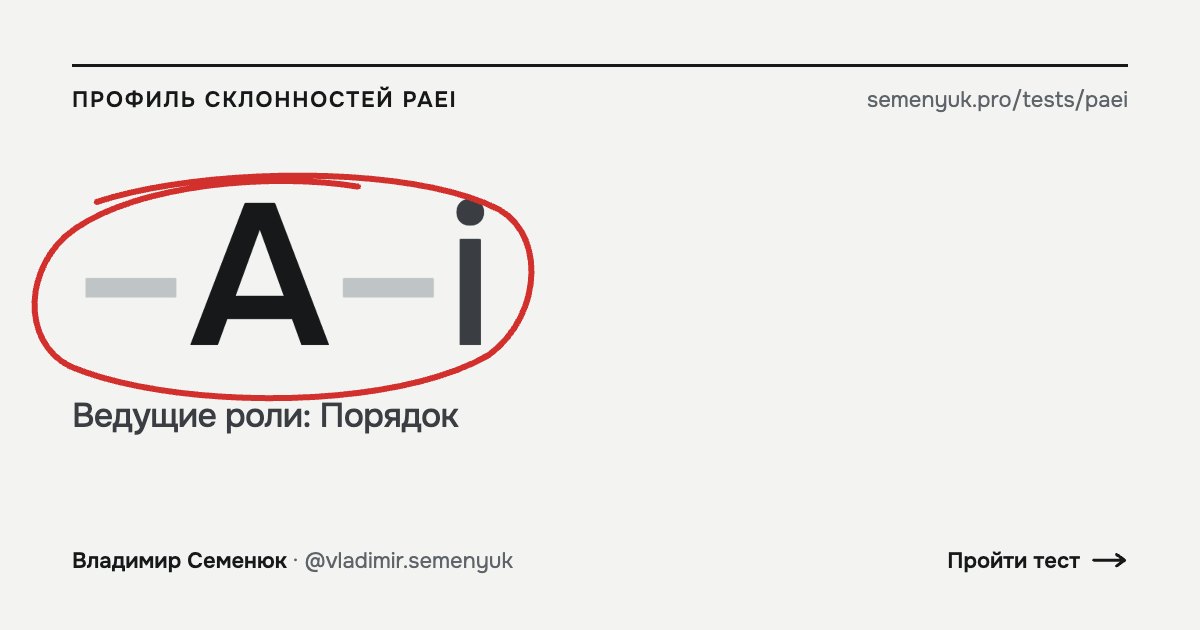 ПРОФИЛЬ СКЛОННОСТЕЙ PAEI
semenyuk.pro/tests/paei
–A–i
Ведущие роли: Порядок
Владимир Семенюк · @vladimir.semenyuk
Пройти тест →